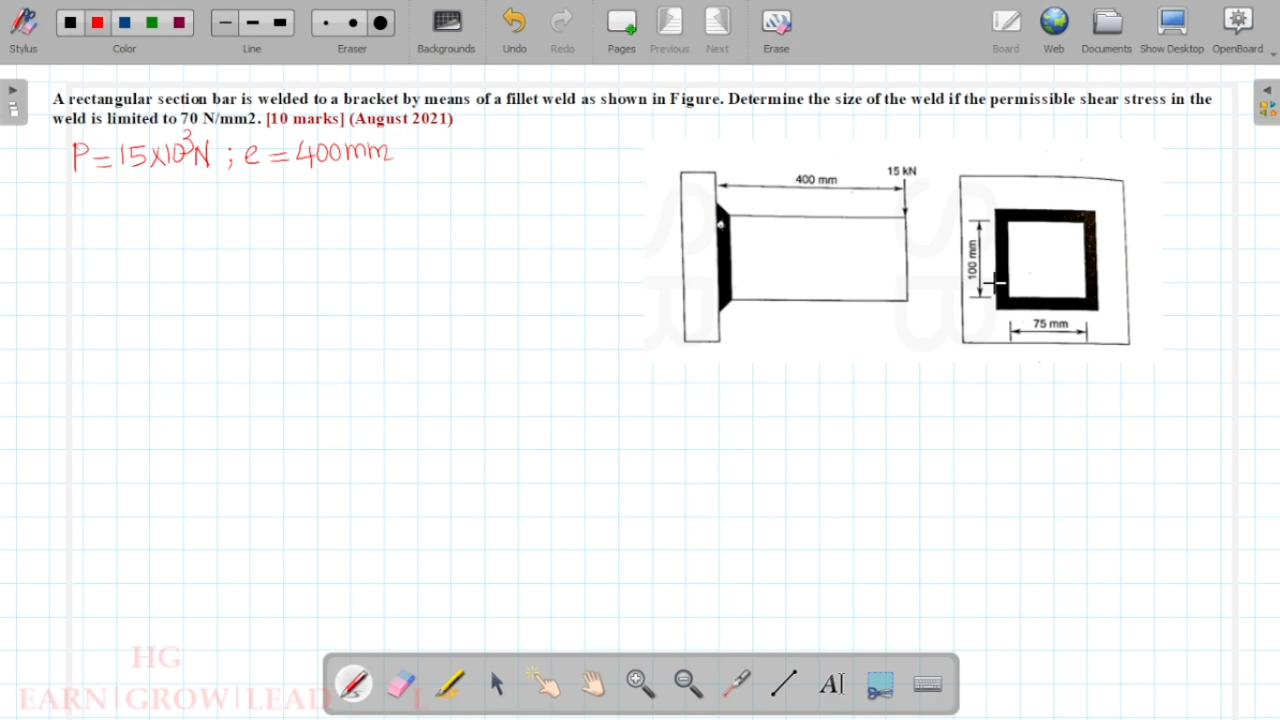 Stylus
Color
Line
Eraser
Backgrounds
Undo
Redo
Pages
Previous
Next
Erase
Board
Web
Documents
Show Desktop
OpenBoard
A rectangular section bar is welded to a bracket by means of a fillet weld as shown in Figure. Determine the size of the weld if the permissible shear stress in the
weld is limited to 70 N/mm2. [10 marks] (August 2021)
P = 15×10³N ; e = 400mm
400 mm
15 kN
100 mm
75 mm
AI
HG
EARN|GROW|LEAD